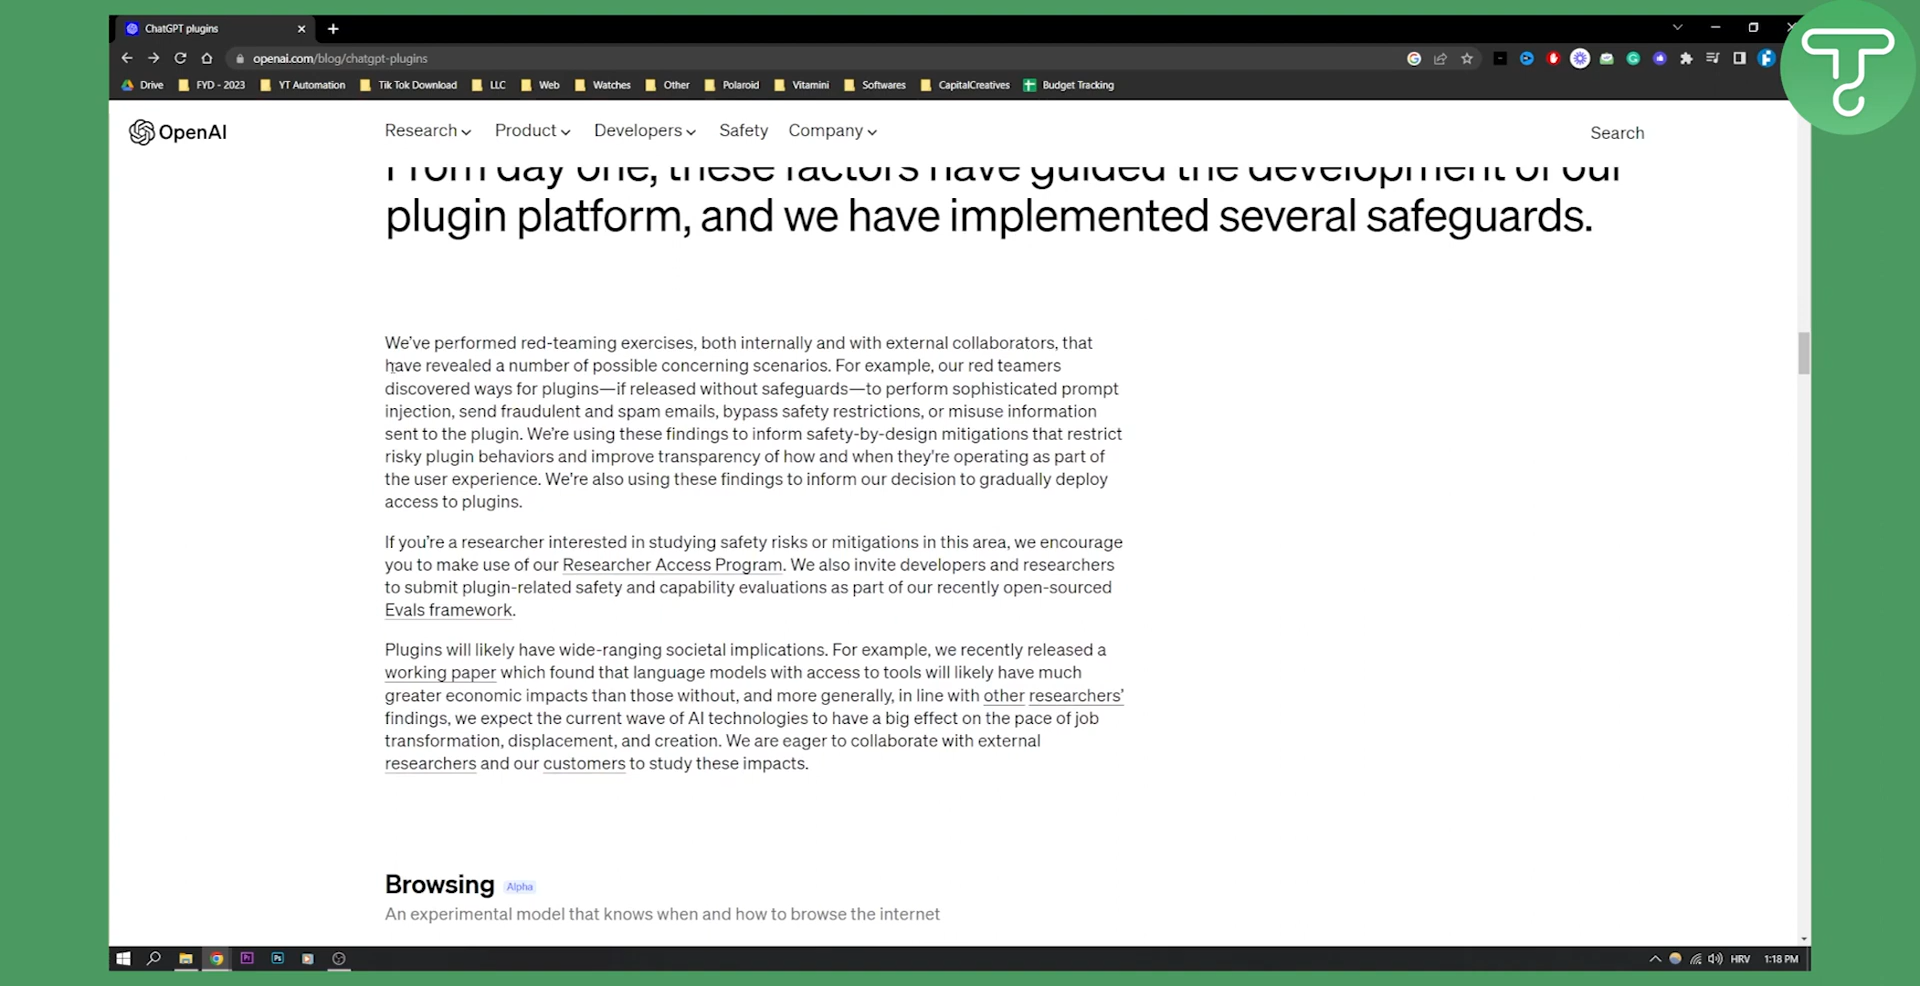 ChatGPT plugins
openai.com/blog/chatgpt-plugins
Drive FYD - 2023 YT Automation Tik Tok Download LLC Web Watches Other Polaroid Vitamini Softwares CapitalCreatives Budget Tracking
OpenAI Research Product Developers Safety Company Search
From day one, these factors have guided the development of our
plugin platform, and we have implemented several safeguards.
We've performed red-teaming exercises, both internally and with external collaborators, that
have revealed a number of possible concerning scenarios. For example, our red teamers
discovered ways for plugins—if released without safeguards—to perform sophisticated prompt
injection, send fraudulent and spam emails, bypass safety restrictions, or misuse information
sent to the plugin. We're using these findings to inform safety-by-design mitigations that restrict
risky plugin behaviors and improve transparency of how and when they're operating as part of
the user experience. We're also using these findings to inform our decision to gradually deploy
access to plugins.
If you're a researcher interested in studying safety risks or mitigations in this area, we encourage
you to make use of our Researcher Access Program. We also invite developers and researchers
to submit plugin-related safety and capability evaluations as part of our recently open-sourced
Evals framework.
Plugins will likely have wide-ranging societal implications. For example, we recently released a
working paper which found that language models with access to tools will likely have much
greater economic impacts than those without, and more generally, in line with other researchers'
findings, we expect the current wave of AI technologies to have a big effect on the pace of job
transformation, displacement, and creation. We are eager to collaborate with external
researchers and our customers to study these impacts.
Browsing Alpha
An experimental model that knows when and how to browse the internet
Pr Ps HRV 1:18 PM